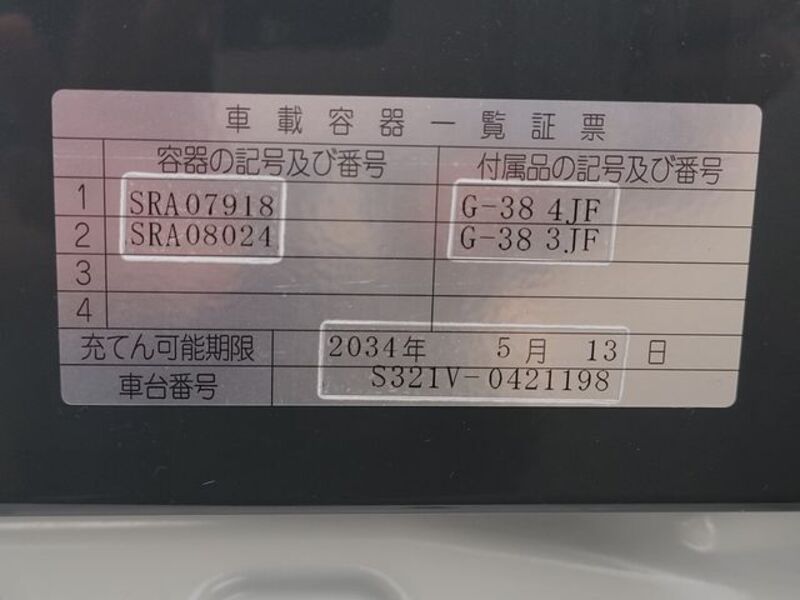 車載容器一覧証票
容器の記号及び番号 付属品の記号及び番号
1 SRA07918 G-38 4JF
2 SRA08024 G-38 3JF
3
4
充てん可能期限 2034年 5月 13日
車台番号 S321V-0421198